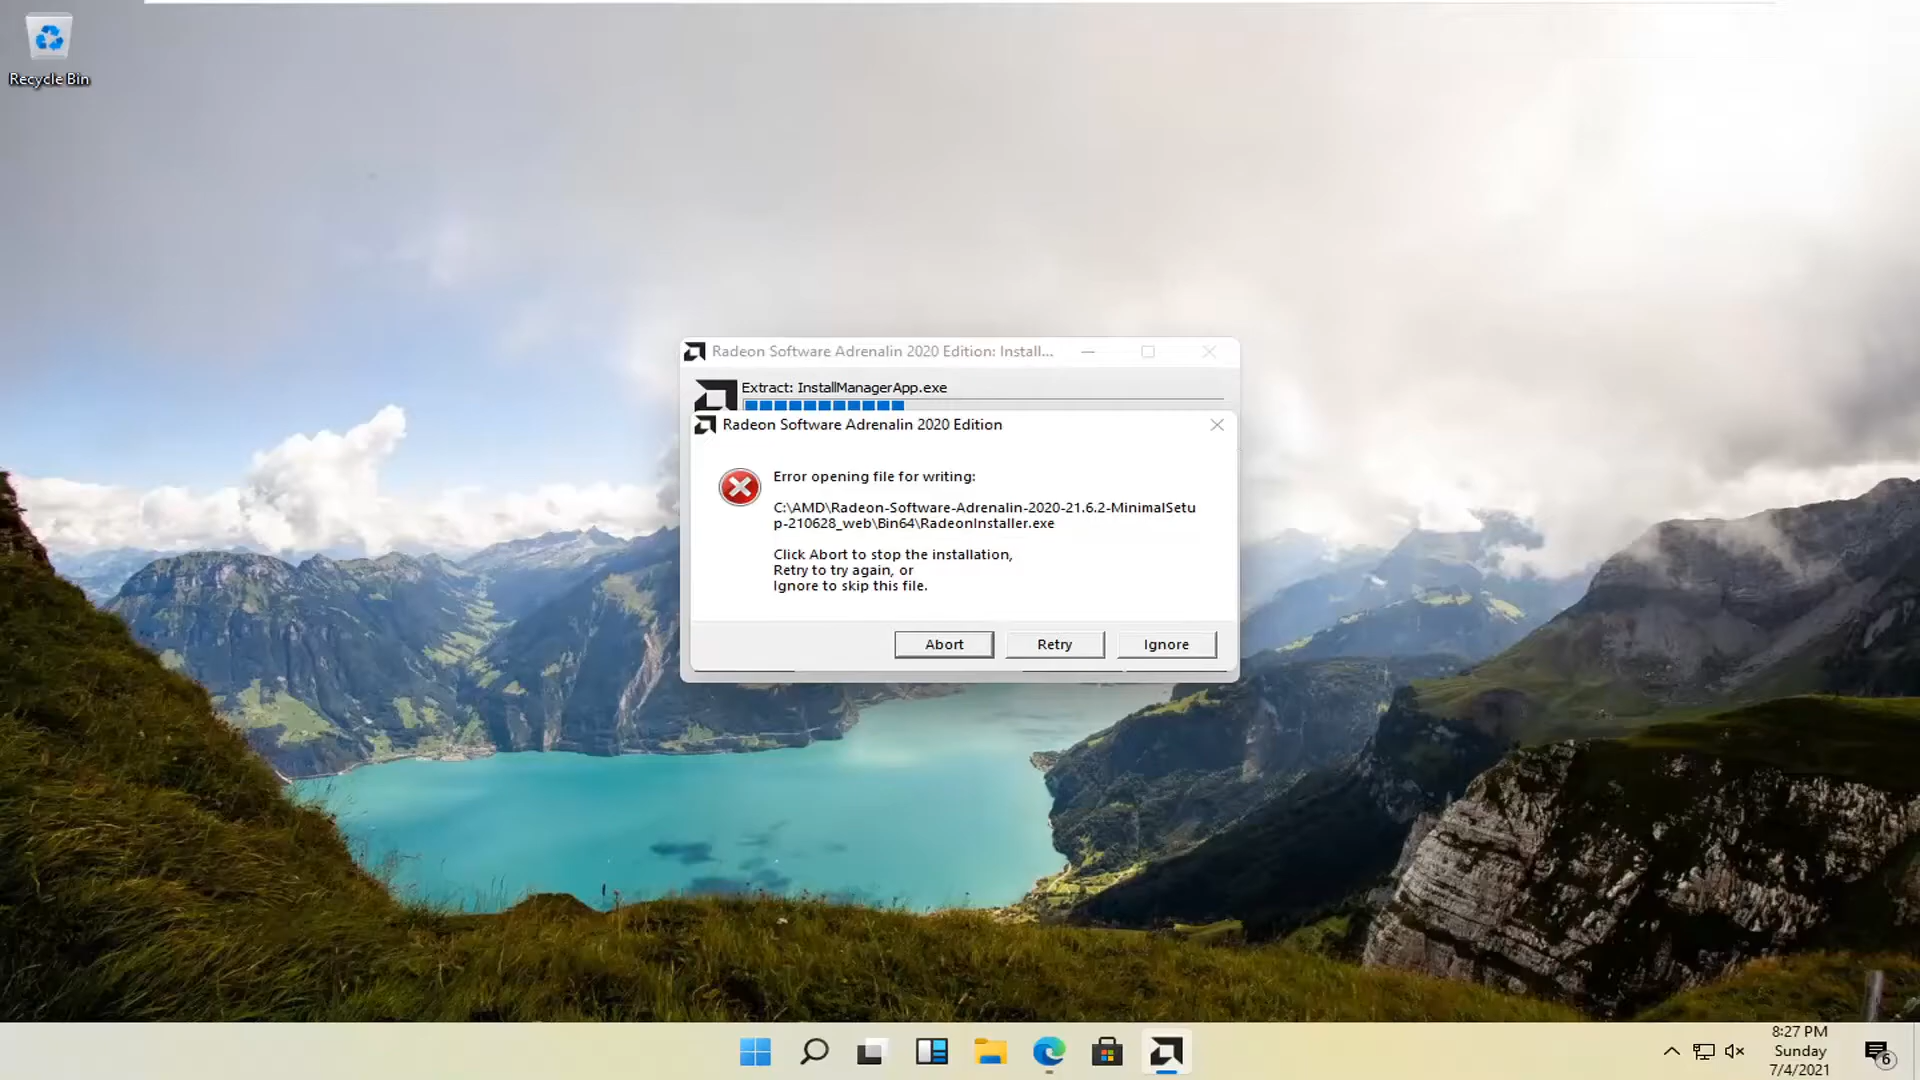 Recycle Bin
Radeon Software Adrenalin 2020 Edition: Install...
Extract: InstallManagerApp.exe
Radeon Software Adrenalin 2020 Edition
Error opening file for writing:
C:\AMD\Radeon-Software-Adrenalin-2020-21.6.2-MinimalSetu
p-210628_web\Bin64\RadeonInstaller.exe
Click Abort to stop the installation,
Retry to try again, or
Ignore to skip this file.
Abort
Retry
Ignore
8:27 PM
Sunday
7/4/2021
6